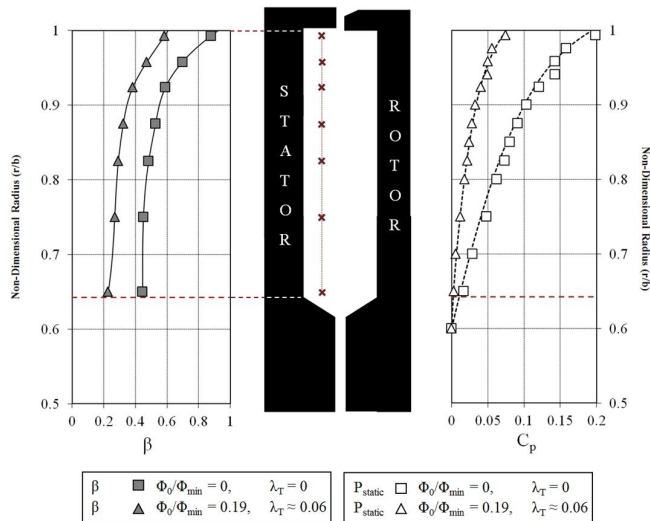 Non-Dimensional Radius (r/b)
1
0.9
0.8
0.7
0.6
0.5
0
0.2
0.4
0.6
0.8
1
β
STATOR
ROTOR
1
0.9
0.8
0.7
0.6
0.5
Non-Dimensional Radius (r/b)
0
0.05
0.1
0.15
0.2
Cp
β Φ0/Φmin = 0, λT = 0
β Φ0/Φmin = 0.19, λT ≈ 0.06
Pstatic Φ0/Φmin = 0, λT = 0
Pstatic Φ0/Φmin = 0.19, λT ≈ 0.06